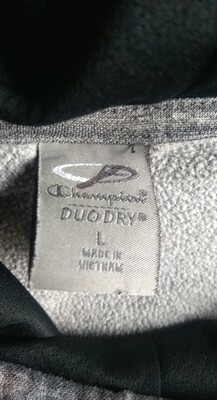 Champion
DUO DRY®
L
MADE IN
VIETNAM